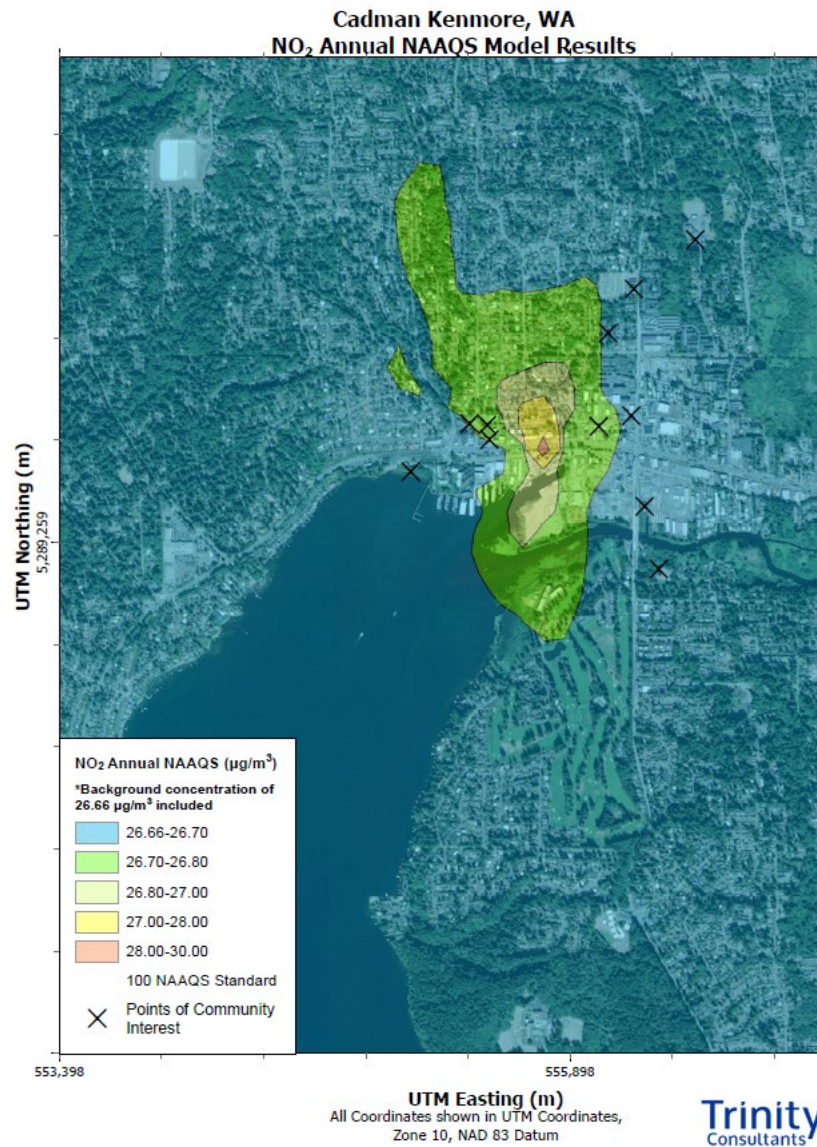 Cadman Kenmore, WA
NO₂ Annual NAAQS Model Results
UTM Northing (m)
5,289,259
NO₂ Annual NAAQS (µg/m³)
*Background concentration of
26.66 µg/m³ included
26.66-26.70
26.70-26.80
26.80-27.00
27.00-28.00
28.00-30.00
100 NAAQS Standard
Points of Community
Interest
553,398
555,898
UTM Easting (m)
All Coordinates shown in UTM Coordinates,
Zone 10, NAD 83 Datum
Trinity
Consultants